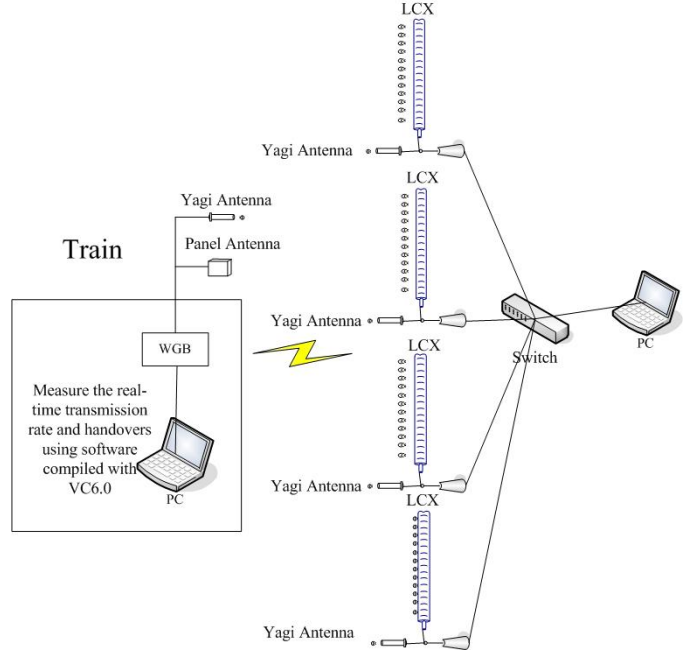 LCX
Yagi Antenna
LCX
Yagi Antenna
Panel Antenna
Train
Yagi Antenna
WGB
Switch
PC
LCX
Measure the real-
time transmission
rate and handovers
using software
compiled with
VC6.0
PC
Yagi Antenna
LCX
Yagi Antenna